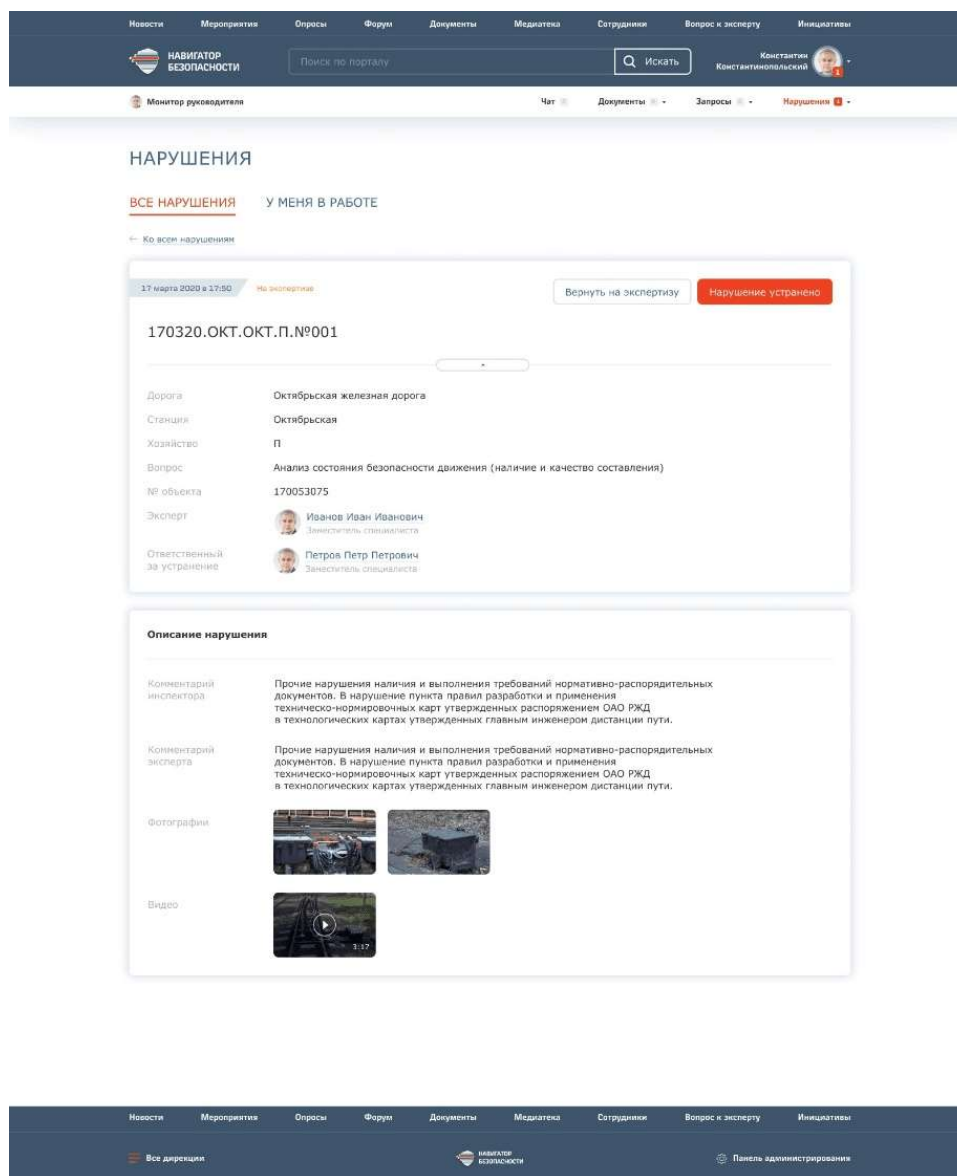 Новости Мероприятия Опросы Форум Документы Медиатека Сотрудники Вопрос к эксперту Инициативы
НАВИГАТОР
БЕЗОПАСНОСТИ
Поиск по порталу
Искать
Константин
Константинопольский
1
Монитор руководителя Чат Документы Запросы Нарушения
НАРУШЕНИЯ
ВСЕ НАРУШЕНИЯ У МЕНЯ В РАБОТЕ
← Ко всем нарушениям
17 марта 2020 в 17:50 На экспертизе Вернуть на экспертизу Нарушение устранено
170320.ОКТ.ОКТ.П.№001
Дорога Октябрьская железная дорога
Станция Октябрьская
Хозяйство П
Вопрос Анализ состояния безопасности движения (наличие и качество составления)
№ объекта 170053075
Эксперт Иванов Иван Иванович
Заместитель специалиста
Ответственный
за устранение
Петров Петр Петрович
Заместитель специалиста
Описание нарушения
Комментарий
инспектора
Прочие нарушения наличия и выполнения требований нормативно-распорядительных
документов. В нарушение пункта правил разработки и применения
техническо-нормировочных карт утвержденных распоряжением ОАО РЖД
в технологических картах утвержденных главным инженером дистанции пути.
Комментарий
эксперта
Прочие нарушения наличия и выполнения требований нормативно-распорядительных
документов. В нарушение пункта правил разработки и применения
техническо-нормировочных карт утвержденных распоряжением ОАО РЖД
в технологических картах утвержденных главным инженером дистанции пути.
Фотографии
Видео
3:17
Новости Мероприятия Опросы Форум Документы Медиатека Сотрудники Вопрос к эксперту Инициативы
Все дирекции
НАВИГАТОР
БЕЗОПАСНОСТИ
Панель администрирования